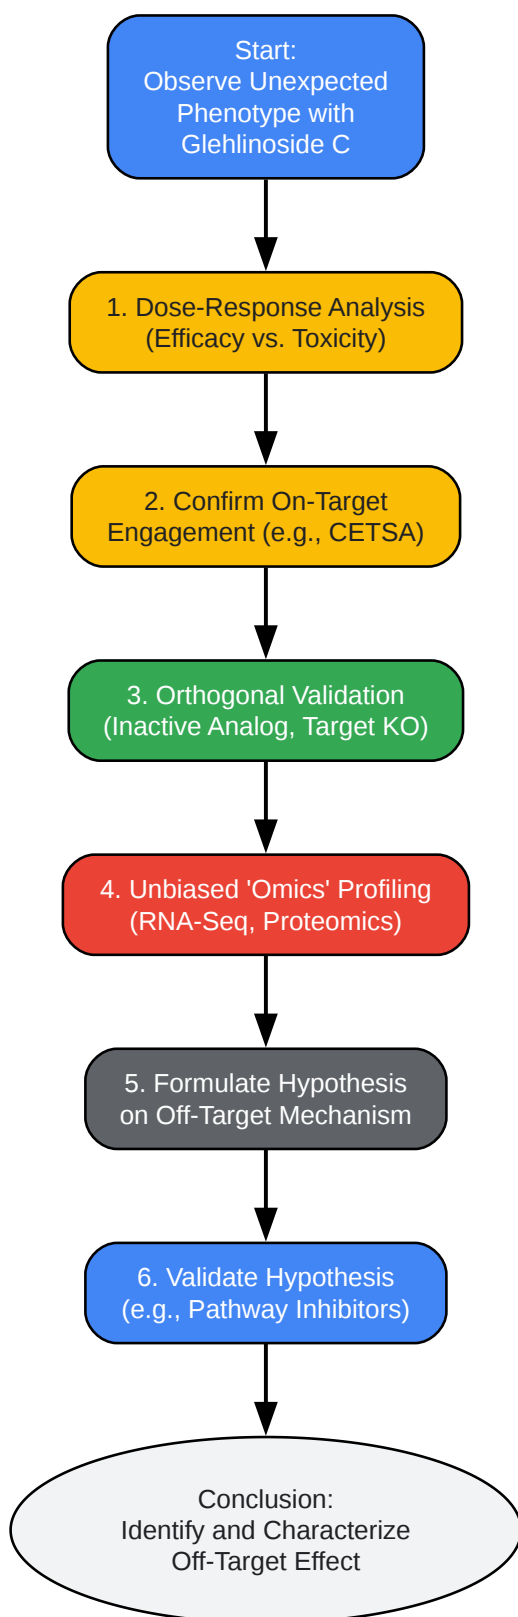 Start:
Observe Unexpected
Phenotype with
Glehlinoside C
1. Dose-Response Analysis
(Efficacy vs. Toxicity)
2. Confirm On-Target
Engagement (e.g., CETSA)
3. Orthogonal Validation
(Inactive Analog, Target KO)
4. Unbiased 'Omics' Profiling
(RNA-Seq, Proteomics)
5. Formulate Hypothesis
on Off-Target Mechanism
6. Validate Hypothesis
(e.g., Pathway Inhibitors)
Conclusion:
Identify and Characterize
Off-Target Effect